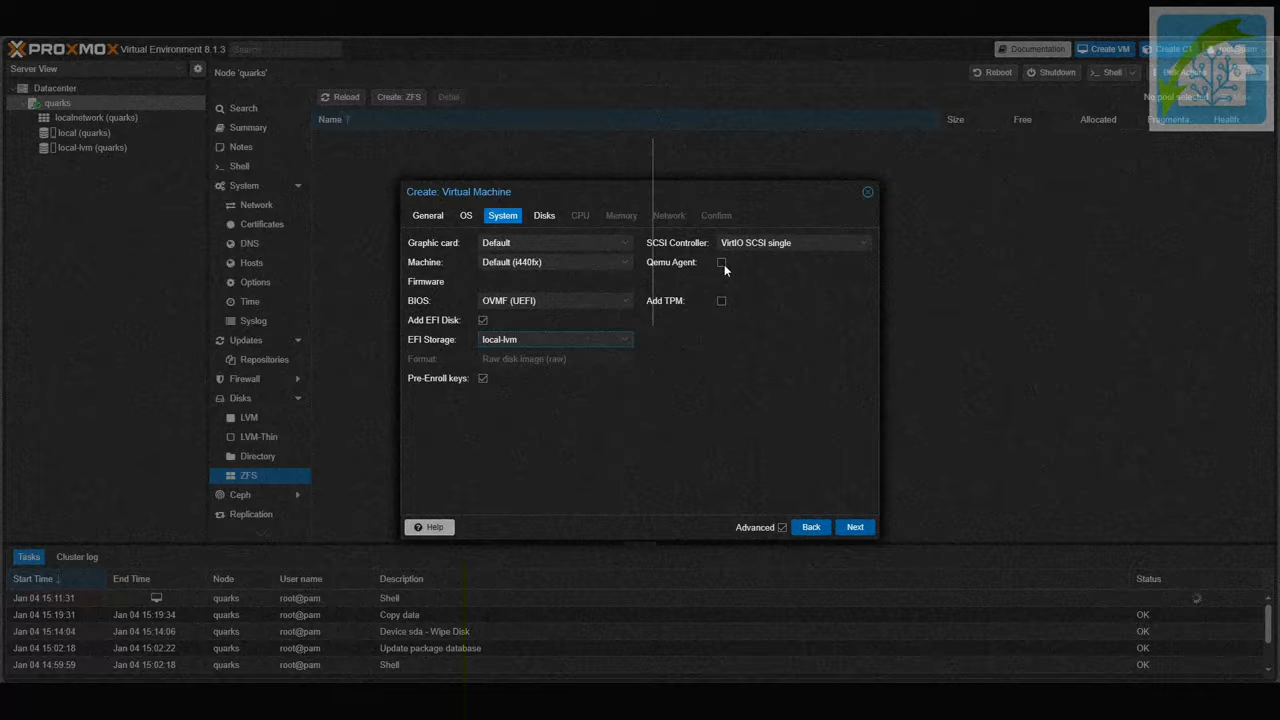 PROXMOX Virtual Environment 8.1.3 Search Documentation Create VM Create CT root@pam
Server View
Node 'quarks' Reboot Shutdown Shell
Datacenter
quarks
localnetwork (quarks)
local (quarks)
local-lvm (quarks)
Search
Summary
Notes
Shell
System
Network
Certificates
DNS
Hosts
Options
Time
Syslog
Updates
Repositories
Firewall
Disks
LVM
LVM-Thin
Directory
ZFS
Ceph
Replication
Reload Create: ZFS Detail No pool selected
Name Size Free Allocated Fragmenta.. Health
Create: Virtual Machine
General OS System Disks CPU Memory Network Confirm
Graphic card: Default SCSI Controller: VirtIO SCSI single
Machine: Default (i440fx) Qemu Agent:
Firmware
BIOS: OVMF (UEFI) Add TPM:
Add EFI Disk:
EFI Storage: local-lvm
Format: Raw disk image (raw)
Pre-Enroll keys:
Help Advanced Back Next
Tasks Cluster log
Start Time End Time Node User name Description Status
Jan 04 15:11:31 quarks root@pam Shell
Jan 04 15:19:31 Jan 04 15:19:34 quarks root@pam Copy data OK
Jan 04 15:14:04 Jan 04 15:14:06 quarks root@pam Device sda - Wipe Disk OK
Jan 04 15:02:18 Jan 04 15:02:22 quarks root@pam Update package database OK
Jan 04 14:59:59 Jan 04 15:02:18 quarks root@pam Shell OK